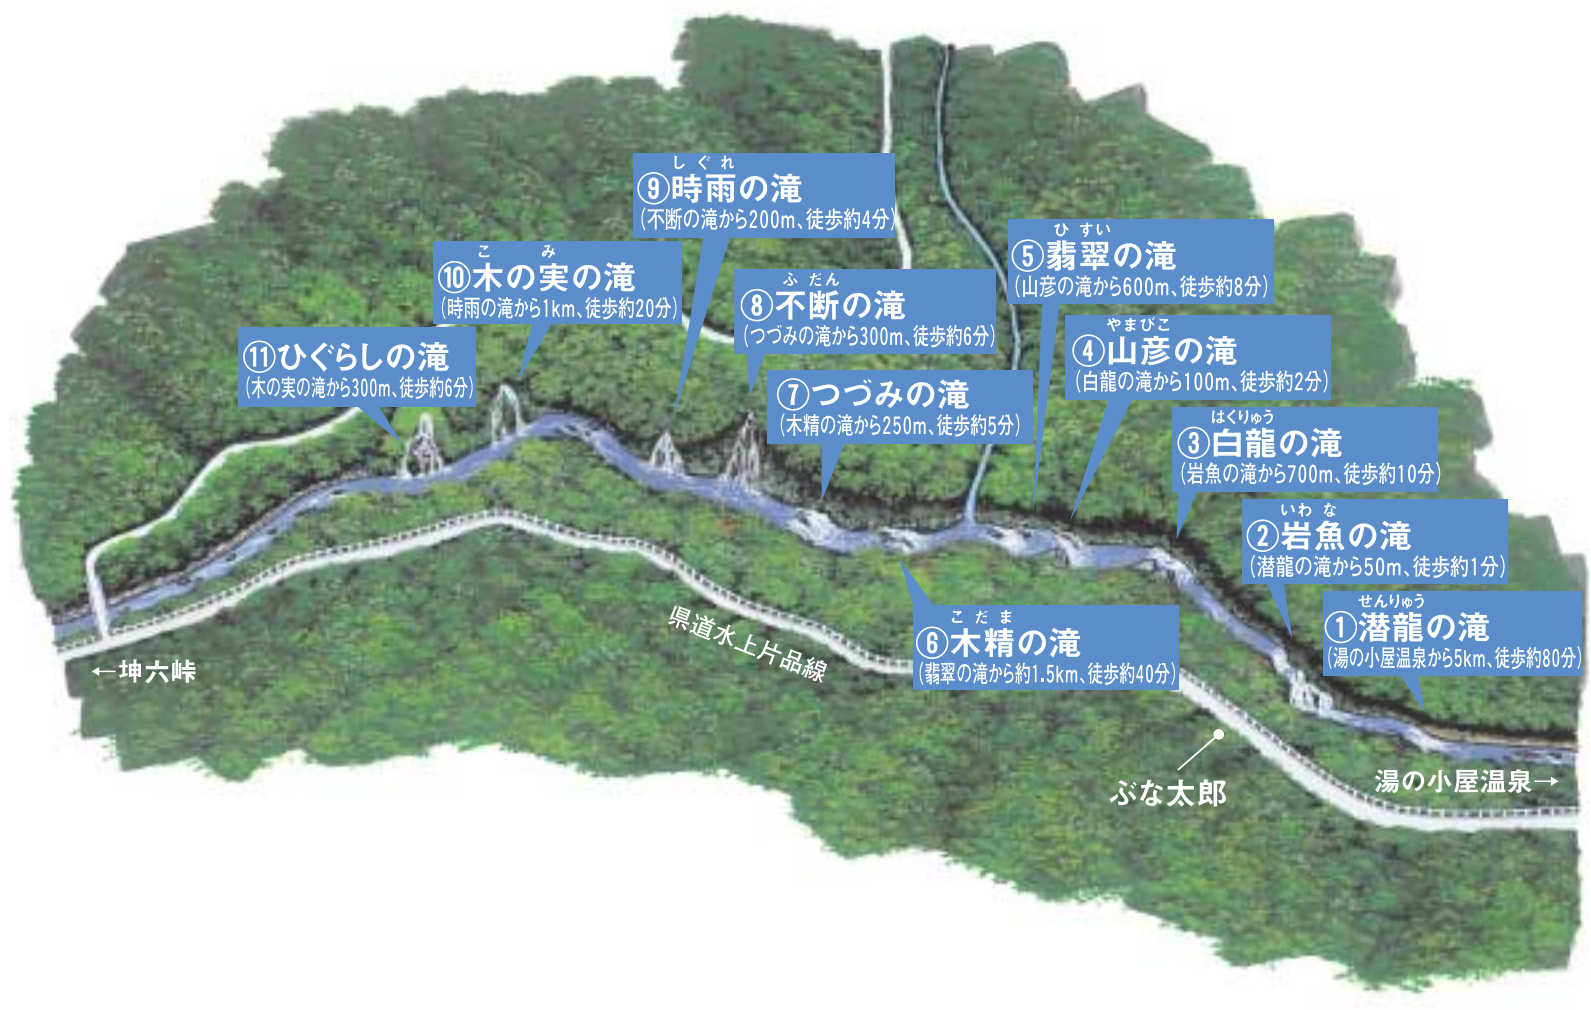 しぐれ
⑨時雨の滝
(不断の滝から200m、徒歩約4分)
こ み
⑩木の実の滝
(時雨の滝から1km、徒歩約20分)
⑪ひぐらしの滝
(木の実の滝から300m、徒歩約6分)
ふだん
⑧不断の滝
(つづみの滝から300m、徒歩約6分)
⑦つづみの滝
(木精の滝から250m、徒歩約5分)
ひすい
⑤翡翠の滝
(山彦の滝から600m、徒歩約8分)
やまびこ
④山彦の滝
(白龍の滝から100m、徒歩約2分)
はくりゅう
③白龍の滝
(岩魚の滝から700m、徒歩約10分)
いわな
②岩魚の滝
(潜龍の滝から50m、徒歩約1分)
せんりゅう
①潜龍の滝
(湯の小屋温泉から5km、徒歩約80分)
こだま
⑥木精の滝
(翡翠の滝から約1.5km、徒歩約40分)
県道水上片品線
←坤六峠
ぶな太郎
湯の小屋温泉→